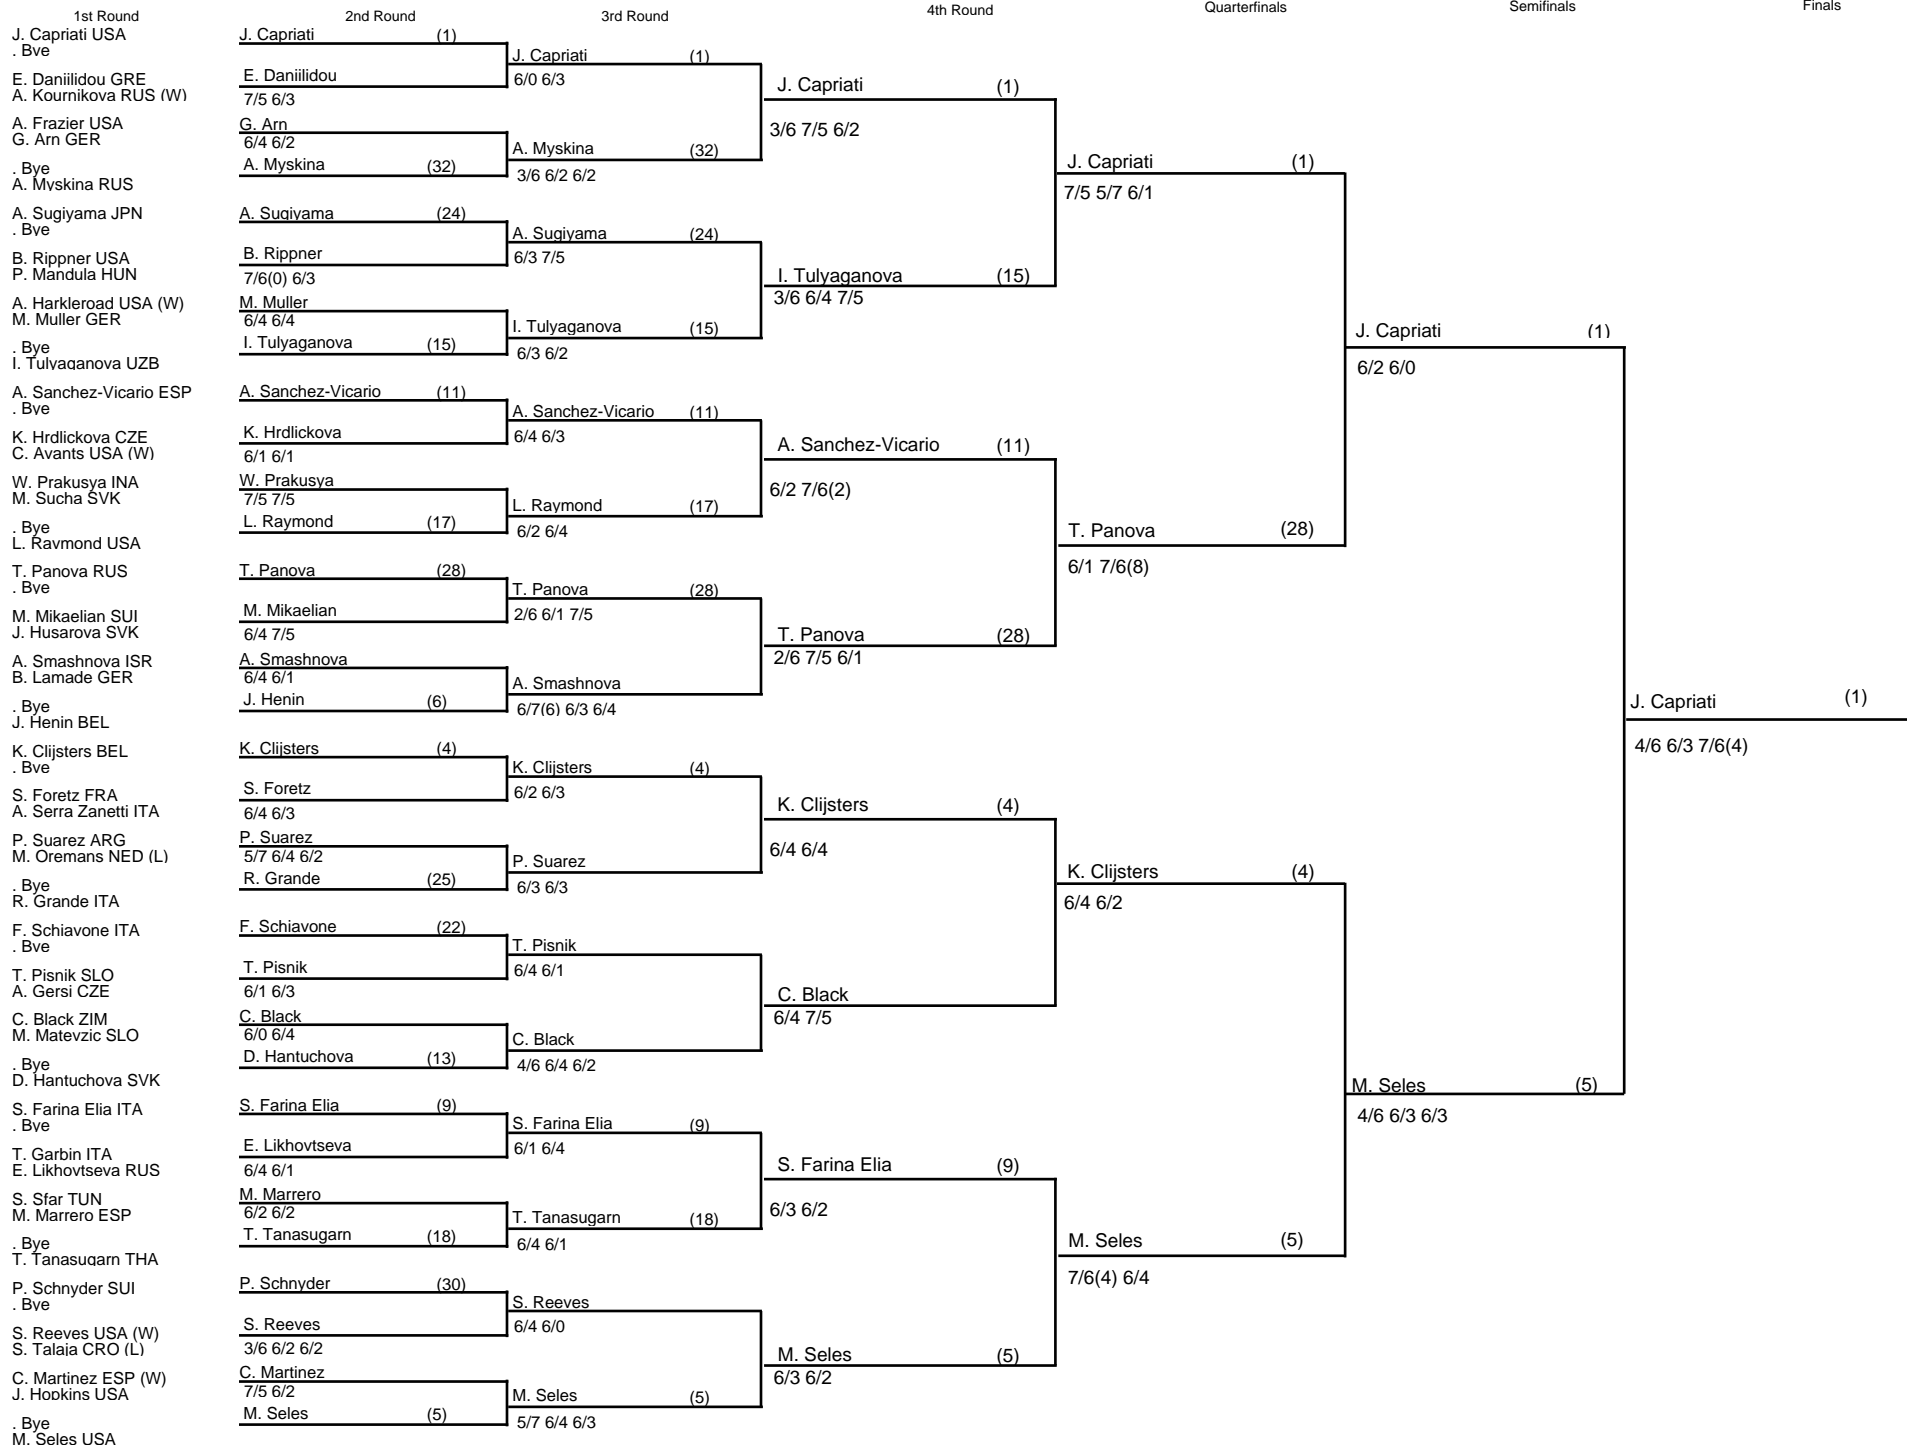 1st Round
2nd Round
3rd Round
4th Round
Quarterfinals
Semifinals
Finals
J. Capriati USA
. Bye
E. Daniilidou GRE
A. Kournikova RUS (W)
A. Frazier USA
G. Arn GER
. Bye
A. Myskina RUS
A. Sugiyama JPN
. Bye
B. Rippner USA
P. Mandula HUN
A. Harkleroad USA (W)
M. Muller GER
. Bye
I. Tulyaganova UZB
A. Sanchez-Vicario ESP
. Bye
K. Hrdlickova CZE
C. Avants USA (W)
W. Prakusya INA
M. Sucha SVK
. Bye
L. Raymond USA
T. Panova RUS
. Bye
M. Mikaelian SUI
J. Husarova SVK
A. Smashnova ISR
B. Lamade GER
. Bye
J. Henin BEL
K. Clijsters BEL
. Bye
S. Foretz FRA
A. Serra Zanetti ITA
P. Suarez ARG
M. Oremans NED (L)
. Bye
R. Grande ITA
F. Schiavone ITA
. Bye
T. Pisnik SLO
A. Gersi CZE
C. Black ZIM
M. Matevzic SLO
. Bye
D. Hantuchova SVK
S. Farina Elia ITA
. Bye
T. Garbin ITA
E. Likhovtseva RUS
S. Sfar TUN
M. Marrero ESP
. Bye
T. Tanasugarn THA
P. Schnyder SUI
. Bye
S. Reeves USA (W)
S. Talaja CRO (L)
C. Martinez ESP (W)
J. Hopkins USA
. Bye
M. Seles USA
J. Capriati (1)
E. Daniilidou
7/5 6/3
G. Arn
6/4 6/2
A. Myskina (32)
A. Sugiyama (24)
B. Rippner
7/6(0) 6/3
M. Muller
6/4 6/4
I. Tulyaganova (15)
A. Sanchez-Vicario (11)
K. Hrdlickova
6/1 6/1
W. Prakusya
7/5 7/5
L. Raymond (17)
T. Panova (28)
M. Mikaelian
6/4 7/5
A. Smashnova
6/4 6/1
J. Henin (6)
K. Clijsters (4)
S. Foretz
6/4 6/3
P. Suarez
5/7 6/4 6/2
R. Grande (25)
F. Schiavone (22)
T. Pisnik
6/1 6/3
C. Black
6/0 6/4
D. Hantuchova (13)
S. Farina Elia (9)
E. Likhovtseva
6/4 6/1
M. Marrero
6/2 6/2
T. Tanasugarn (18)
P. Schnyder (30)
S. Reeves
3/6 6/2 6/2
C. Martinez
7/5 6/2
M. Seles (5)
J. Capriati (1)
6/0 6/3
A. Myskina (32)
3/6 6/2 6/2
A. Sugiyama (24)
6/3 7/5
I. Tulyaganova (15)
6/3 6/2
A. Sanchez-Vicario (11)
6/4 6/3
L. Raymond (17)
6/2 6/4
T. Panova (28)
2/6 6/1 7/5
A. Smashnova
6/7(6) 6/3 6/4
K. Clijsters (4)
6/2 6/3
P. Suarez
6/3 6/3
T. Pisnik
6/4 6/1
C. Black
4/6 6/4 6/2
S. Farina Elia (9)
6/1 6/4
T. Tanasugarn (18)
6/4 6/1
S. Reeves
6/4 6/0
M. Seles (5)
5/7 6/4 6/3
J. Capriati (1)
3/6 7/5 6/2
I. Tulyaganova (15)
3/6 6/4 7/5
A. Sanchez-Vicario (11)
6/2 7/6(2)
T. Panova (28)
2/6 7/5 6/1
K. Clijsters (4)
6/4 6/4
C. Black
6/4 7/5
S. Farina Elia (9)
6/3 6/2
M. Seles (5)
6/3 6/2
J. Capriati (1)
7/5 5/7 6/1
T. Panova (28)
6/1 7/6(8)
K. Clijsters (4)
6/4 6/2
M. Seles (5)
7/6(4) 6/4
J. Capriati (1)
6/2 6/0
M. Seles (5)
4/6 6/3 6/3
J. Capriati (1)
4/6 6/3 7/6(4)